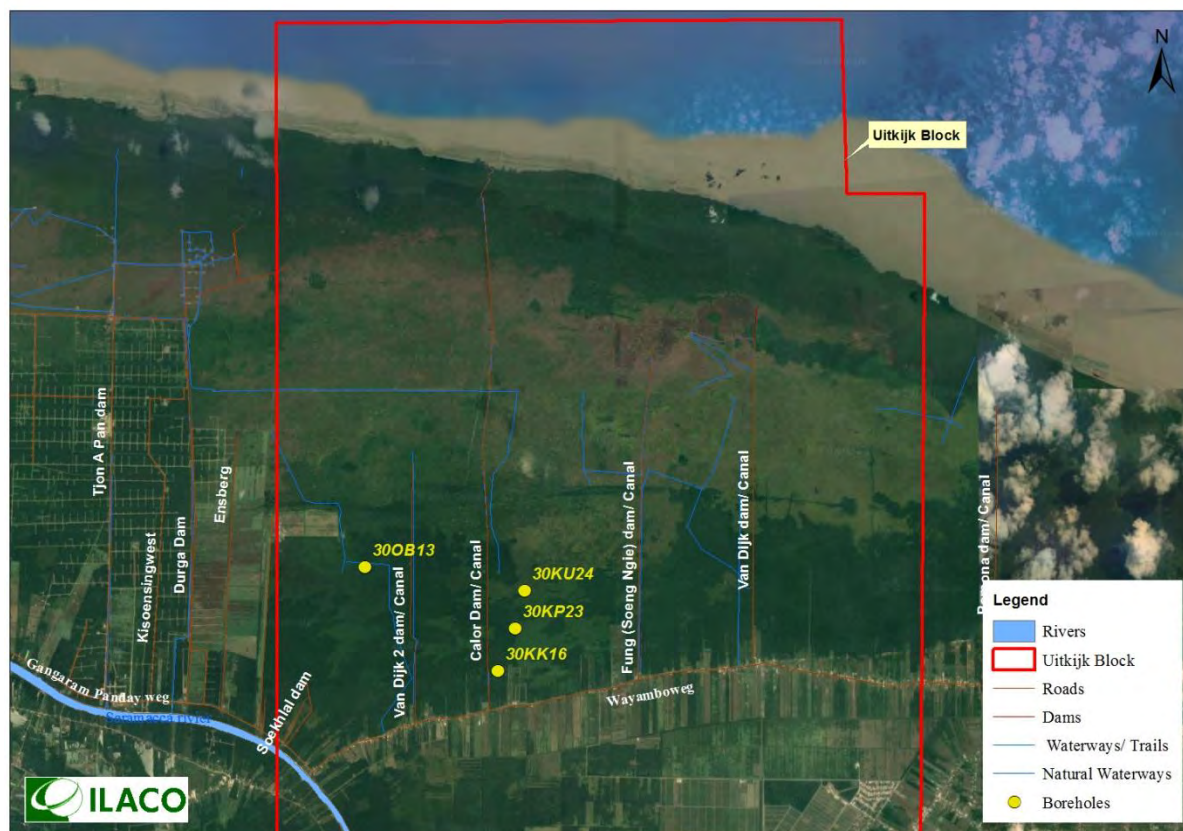 N
Uitkijk Block
Tjon A Pan dam
Kisoensingwest
Durga Dam
Ensberg
30OB13
Van Dijk 2 dam/ Canal
Calor Dam/ Canal
30KU24
30KP23
30KK16
Fung (Soeng Ngie) dam/ Canal
Van Dijk dam/ Canal
dam/ Canal
Gangaram Panday weg
Saramacca rivier
Soekhlal dam
Wayamboweg
Legend
Rivers
Uitkijk Block
Roads
Dams
Waterways/ Trails
Natural Waterways
Boreholes
ILACO